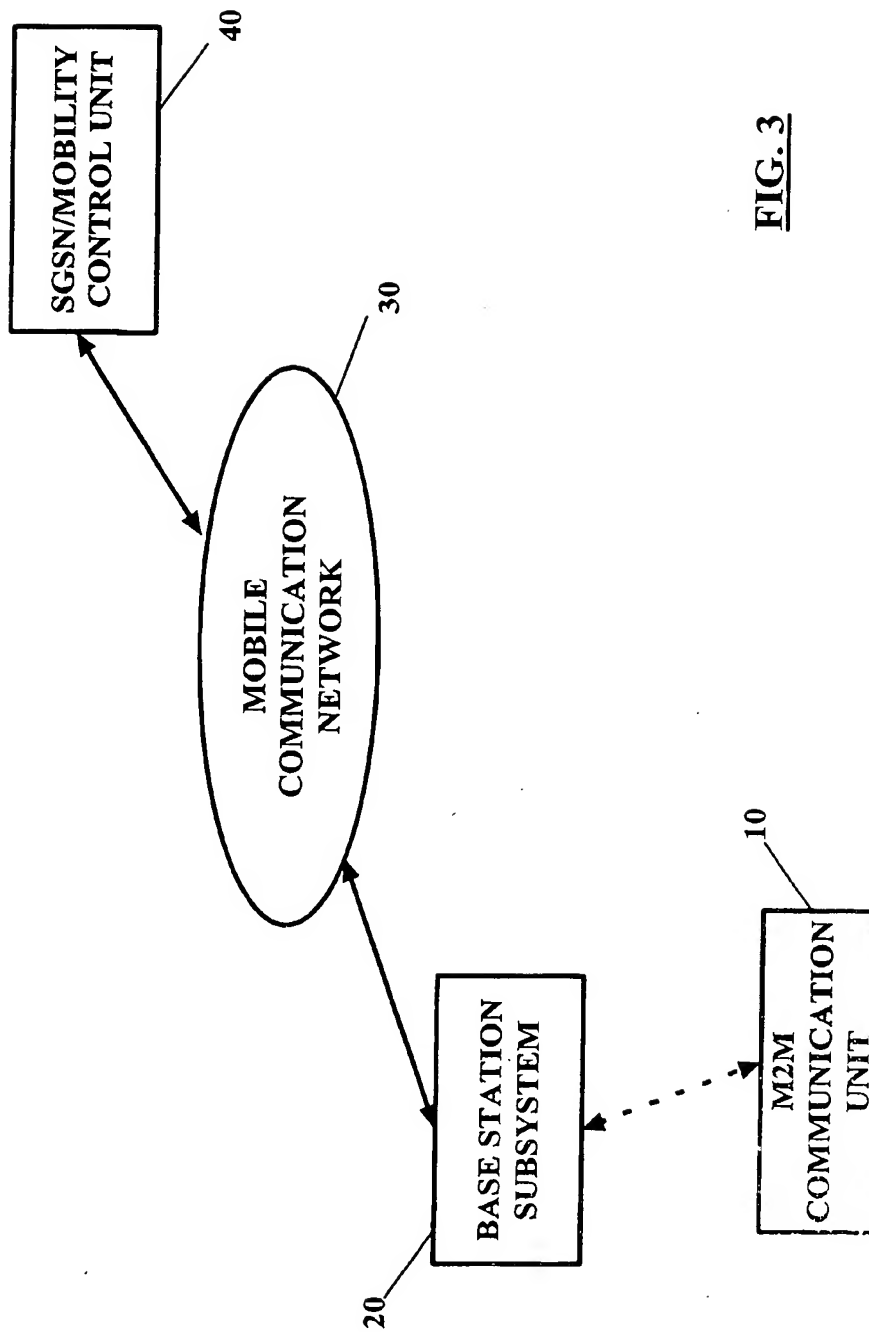 SGSN/MOBILITY
CONTROL UNIT
40
MOBILE
COMMUNICATION
NETWORK
30
BASE STATION
SUBSYSTEM
20
M2M
COMMUNICATION
UNIT
10
FIG. 3